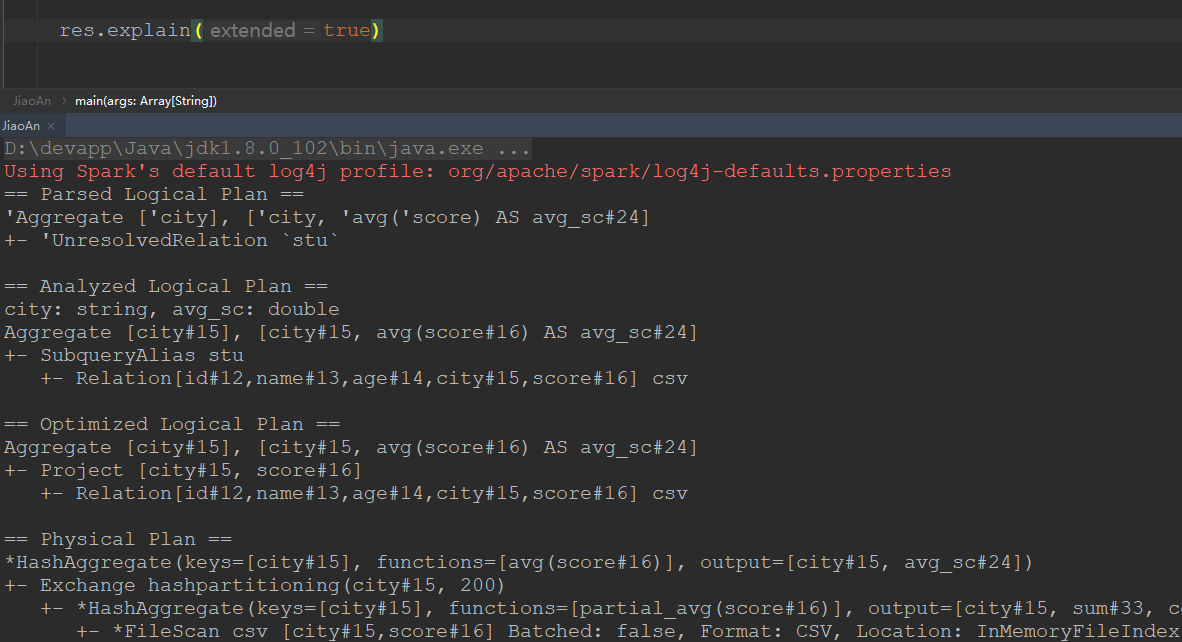 res.explain( extended = true)
JiaoAn › main(args: Array[String])
JiaoAn ×
D:\devapp\Java\jdk1.8.0_102\bin\java.exe ...
Using Spark's default log4j profile: org/apache/spark/log4j-defaults.properties
== Parsed Logical Plan ==
'Aggregate ['city], ['city, 'avg('score) AS avg_sc#24]
+- 'UnresolvedRelation `stu`
== Analyzed Logical Plan ==
city: string, avg_sc: double
Aggregate [city#15], [city#15, avg(score#16) AS avg_sc#24]
+- SubqueryAlias stu
   +- Relation[id#12,name#13,age#14,city#15,score#16] csv
== Optimized Logical Plan ==
Aggregate [city#15], [city#15, avg(score#16) AS avg_sc#24]
+- Project [city#15, score#16]
   +- Relation[id#12,name#13,age#14,city#15,score#16] csv
== Physical Plan ==
*HashAggregate(keys=[city#15], functions=[avg(score#16)], output=[city#15, avg_sc#24])
+- Exchange hashpartitioning(city#15, 200)
   +- *HashAggregate(keys=[city#15], functions=[partial_avg(score#16)], output=[city#15, sum#33,
      +- *FileScan csv [city#15,score#16] Batched: false, Format: CSV, Location: InMemoryFileIndex